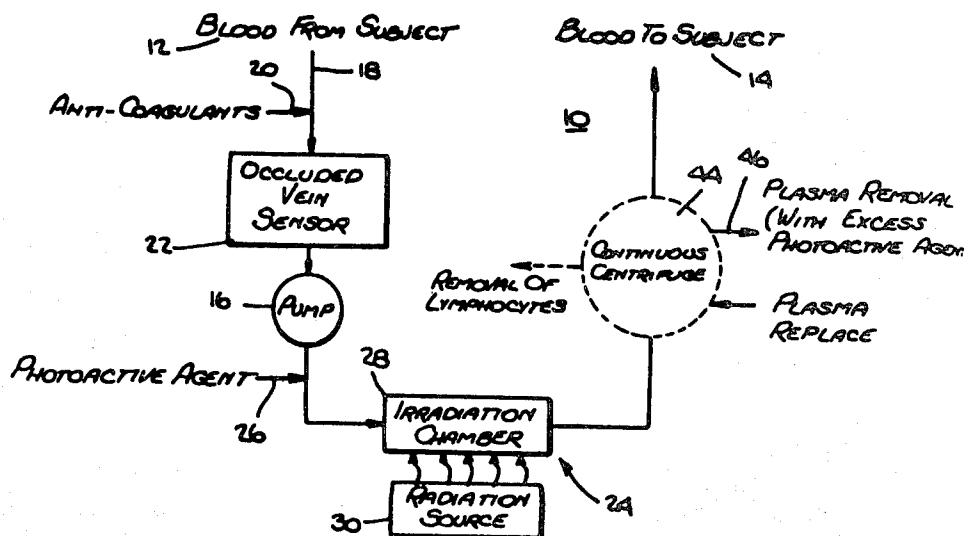 BLOOD FROM SUBJECT
12
18
20
ANTI-COAGULANTS
OCCLUDED
VEIN
SENSOR
22
16
PUMP
PHOTOACTIVE AGENT
26
28
IRRADIATION
CHAMBER
24
RADIATION
SOURCE
30
BLOOD TO SUBJECT
14
10
44
46
PLASMA REMOVAL
(WITH EXCESS
PHOTOACTIVE AGEN
CONTINUOUS
CENTRIFUGE
REMOVAL OF
LYMPHOCYTES
PLASMA
REPLACE